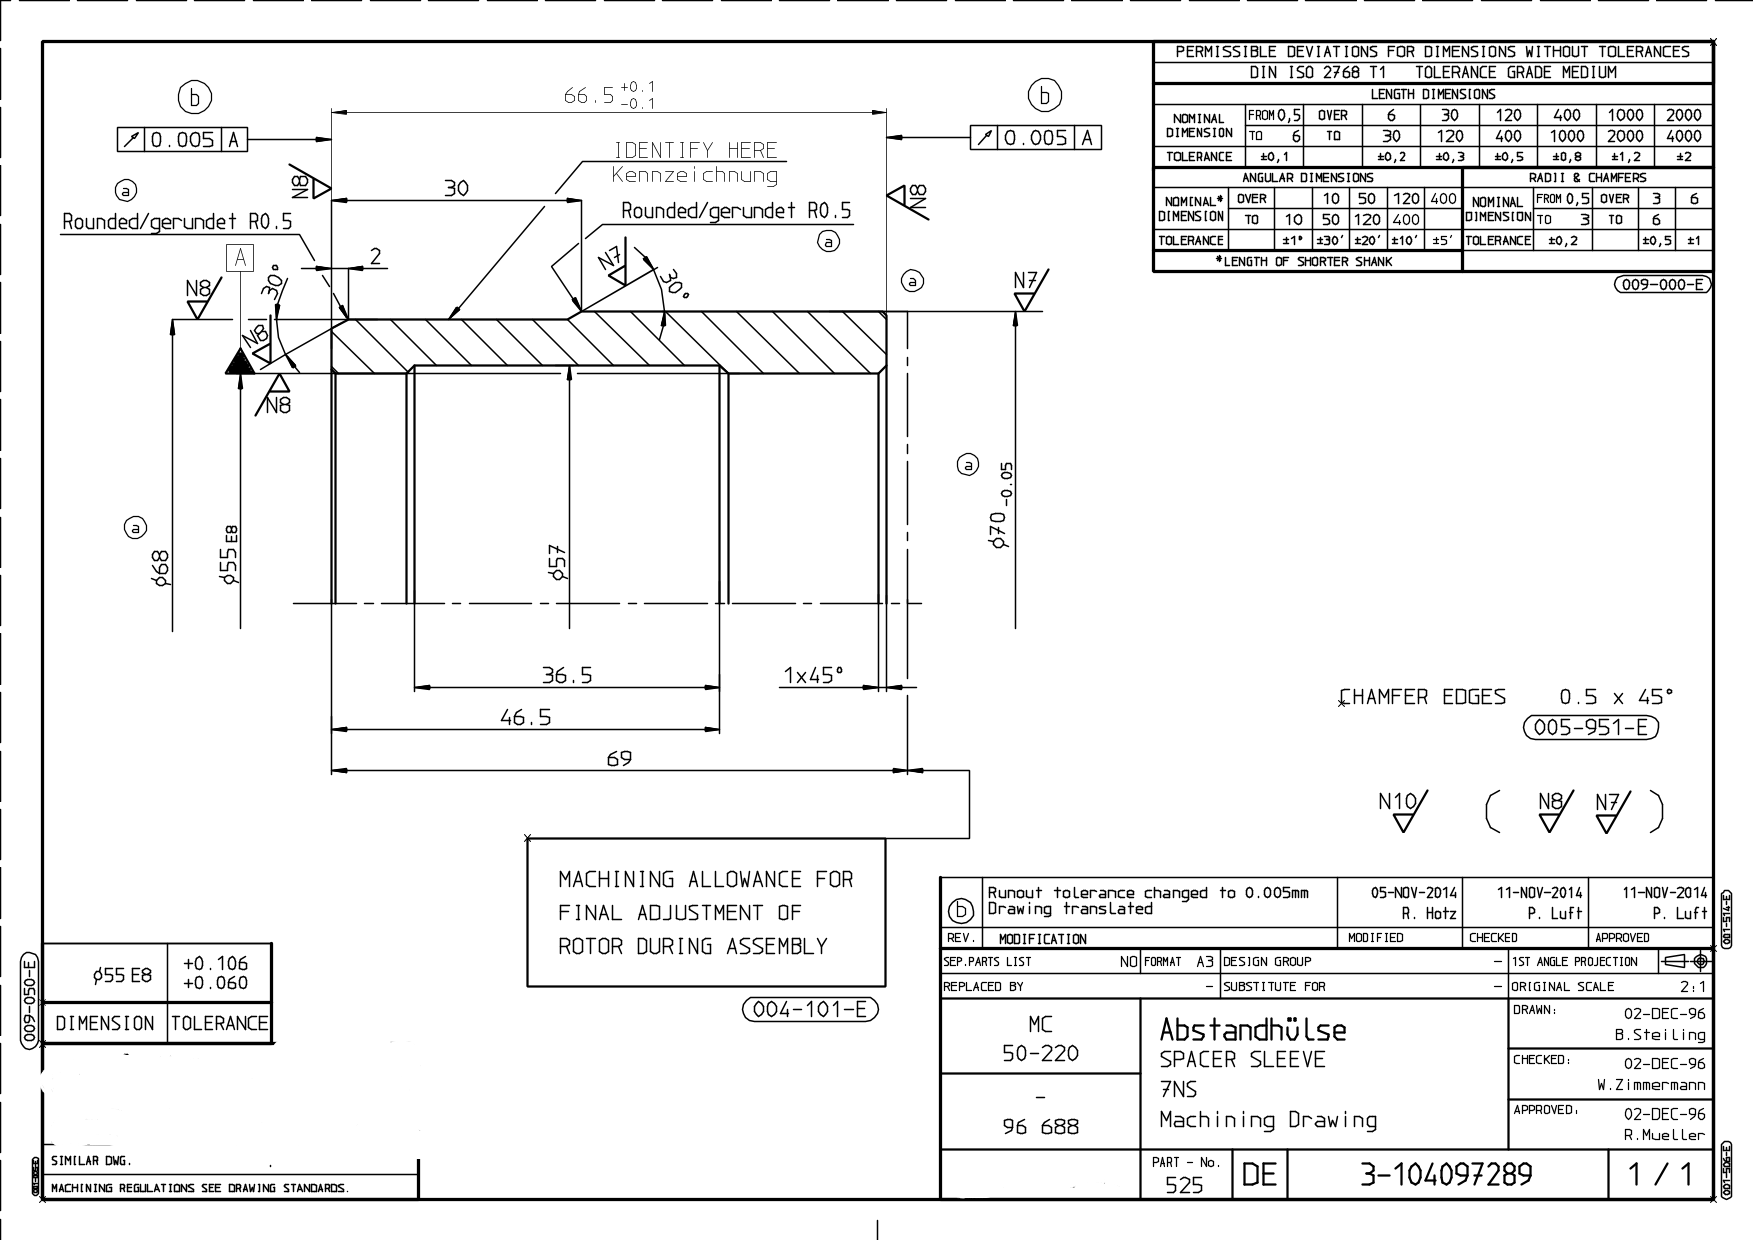 PERMISSIBLE DEVIATIONS FOR DIMENSIONS WITHOUT TOLERANCES
DIN ISO 2768 T1 TOLERANCE GRADE MEDIUM
LENGTH DIMENSIONS
NOMINAL DIMENSION FROM 0,5 OVER 6 30 120 400 1000 2000
TO 6 TO 30 120 400 1000 2000 4000
TOLERANCE ±0,1 ±0,2 ±0,3 ±0,5 ±0,8 ±1,2 ±2
ANGULAR DIMENSIONS RADII & CHAMFERS
NOMINAL* DIMENSION OVER 10 50 120 400 NOMINAL DIMENSION FROM 0,5 OVER 3 6
TO 10 50 120 400 TO 3 TO 6
TOLERANCE ±1° ±30' ±20' ±10' ±5' TOLERANCE ±0,2 ±0,5 ±1
*LENGTH OF SHORTER SHANK
009-000-E
b
66.5 +0.1 -0.1
b
0.005 A
0.005 A
IDENTIFY HERE
Kennzeichnung
N8
30
N8
a
Rounded/gerundet R0.5
Rounded/gerundet R0.5
a
A
2
N7
30°
a
N7
N8
30°
N8
N8
a
a
ϕ68
ϕ55 E8
ϕ57
ϕ70 -0.05
36.5
1x45°
46.5
69
CHAMFER EDGES 0.5 x 45°
005-951-E
N10 ( N8 N7 )
MACHINING ALLOWANCE FOR
FINAL ADJUSTMENT OF
ROTOR DURING ASSEMBLY
004-101-E
009-050-E
ϕ55 E8 +0.106 +0.060
DIMENSION TOLERANCE
SIMILAR DWG.
MACHINING REGULATIONS SEE DRAWING STANDARDS.
b Runout tolerance changed to 0.005mm 05-NOV-2014 11-NOV-2014 11-NOV-2014
Drawing translated R. Hotz P. Luft P. Luft
REV. MODIFICATION MODIFIED CHECKED APPROVED
001-514-E
SEP.PARTS LIST NO FORMAT A3 DESIGN GROUP - 1ST ANGLE PROJECTION
REPLACED BY - SUBSTITUTE FOR - ORIGINAL SCALE 2:1
MC
50-220
-
96 688
Abstandhülse
SPACER SLEEVE
7NS
Machining Drawing
DRAWN: 02-DEC-96
B.Steiling
CHECKED: 02-DEC-96
W.Zimmermann
APPROVED: 02-DEC-96
R.Mueller
PART - No.
525
DE
3-104097289
1 / 1
001-506-E